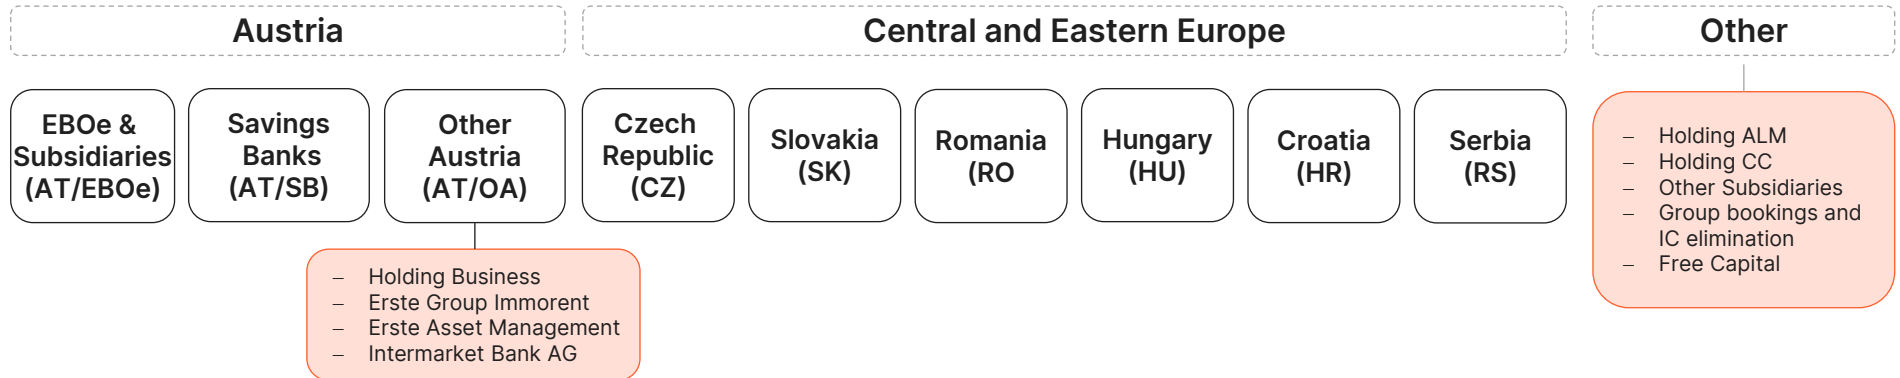 Austria
Central and Eastern Europe
Other
EBOe &
Subsidiaries
(AT/EBOe)
Savings
Banks
(AT/SB)
Other
Austria
(AT/OA)
Czech
Republic
(CZ)
Slovakia
(SK)
Romania
(RO
Hungary
(HU)
Croatia
(HR)
Serbia
(RS)
– Holding Business
– Erste Group Immorent
– Erste Asset Management
– Intermarket Bank AG
– Holding ALM
– Holding CC
– Other Subsidiaries
– Group bookings and
IC elimination
– Free Capital